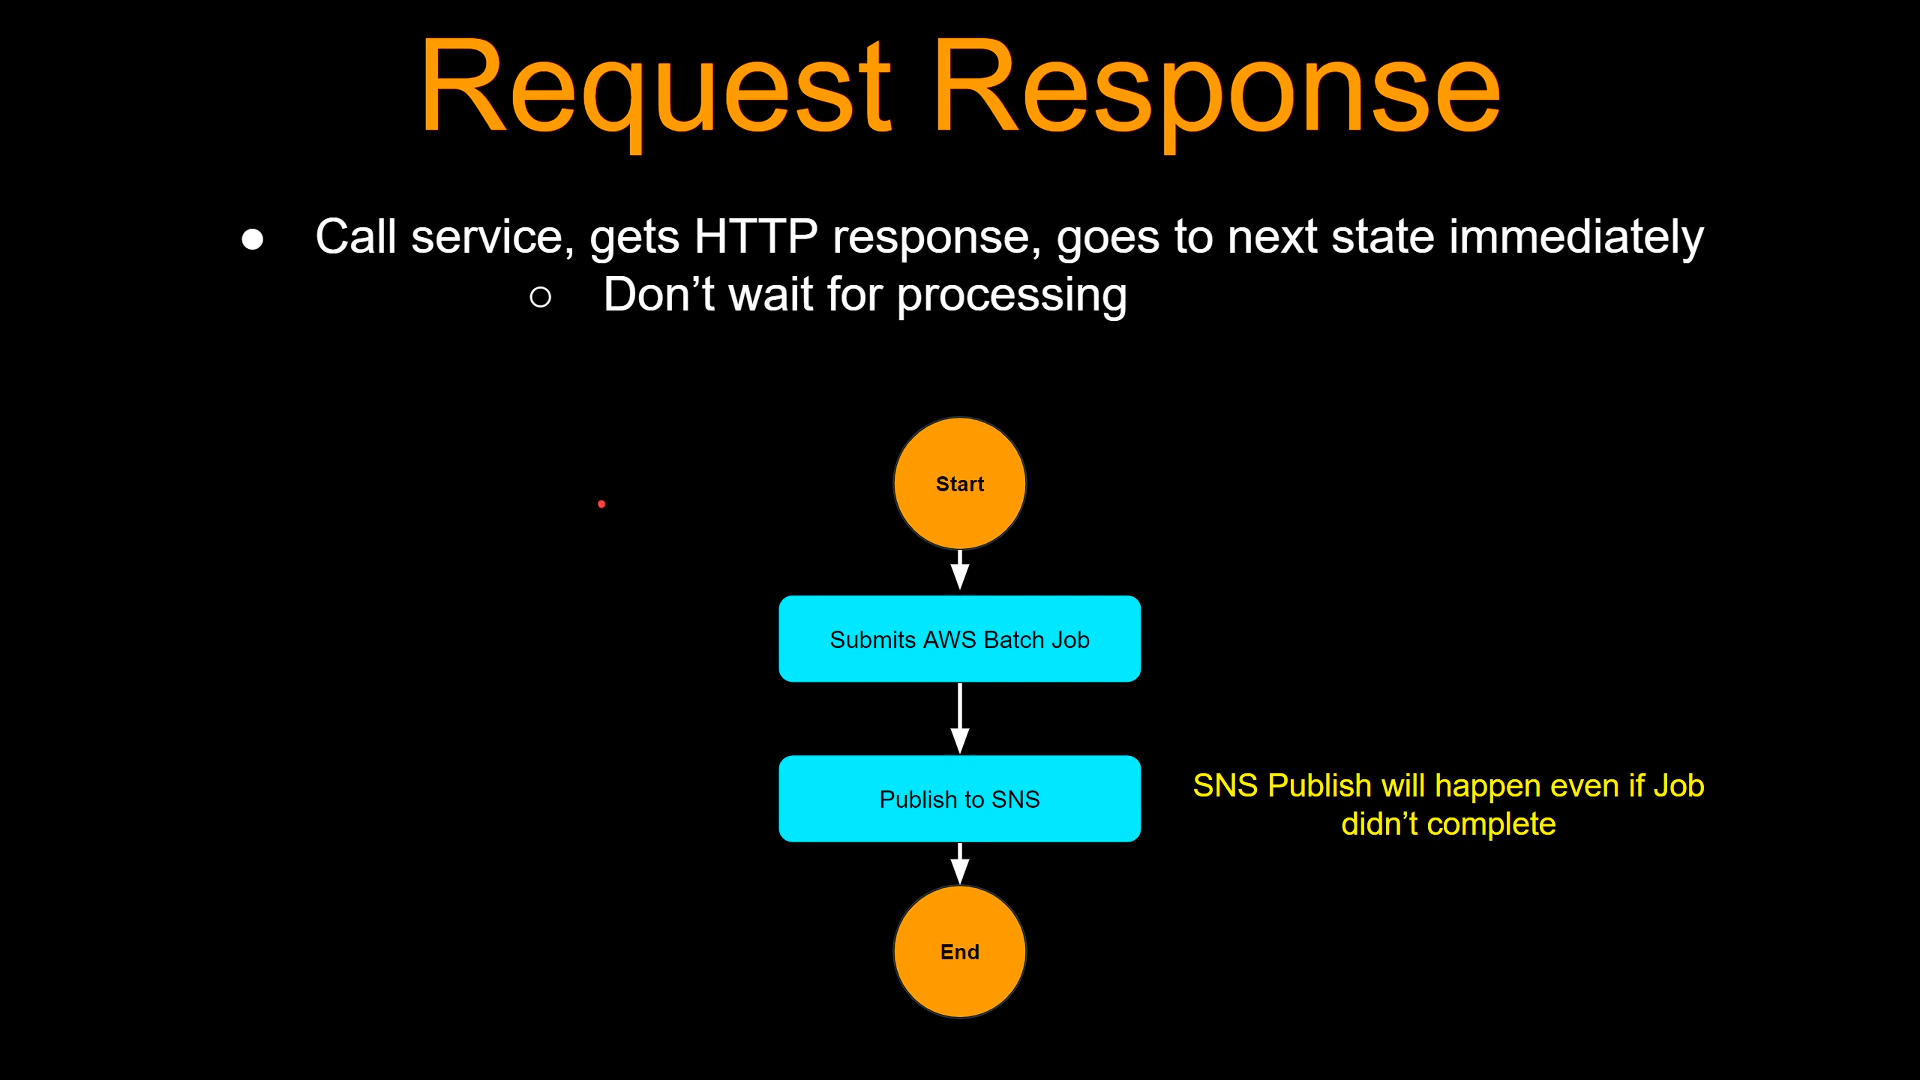 Request Response
● Call service, gets HTTP response, goes to next state immediately
○ Don’t wait for processing
Start
Submits AWS Batch Job
Publish to SNS
SNS Publish will happen even if Job
didn’t complete
End